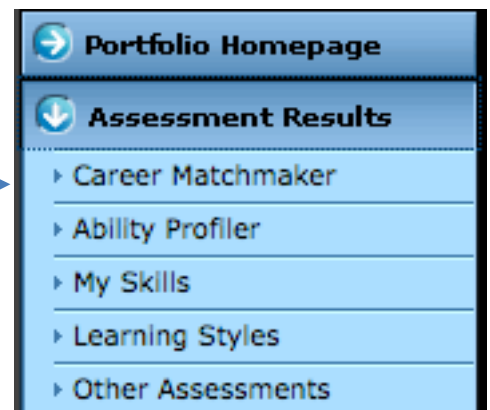 Portfolio Homepage
Assessment Results
Career Matchmaker
Ability Profiler
My Skills
Learning Styles
Other Assessments